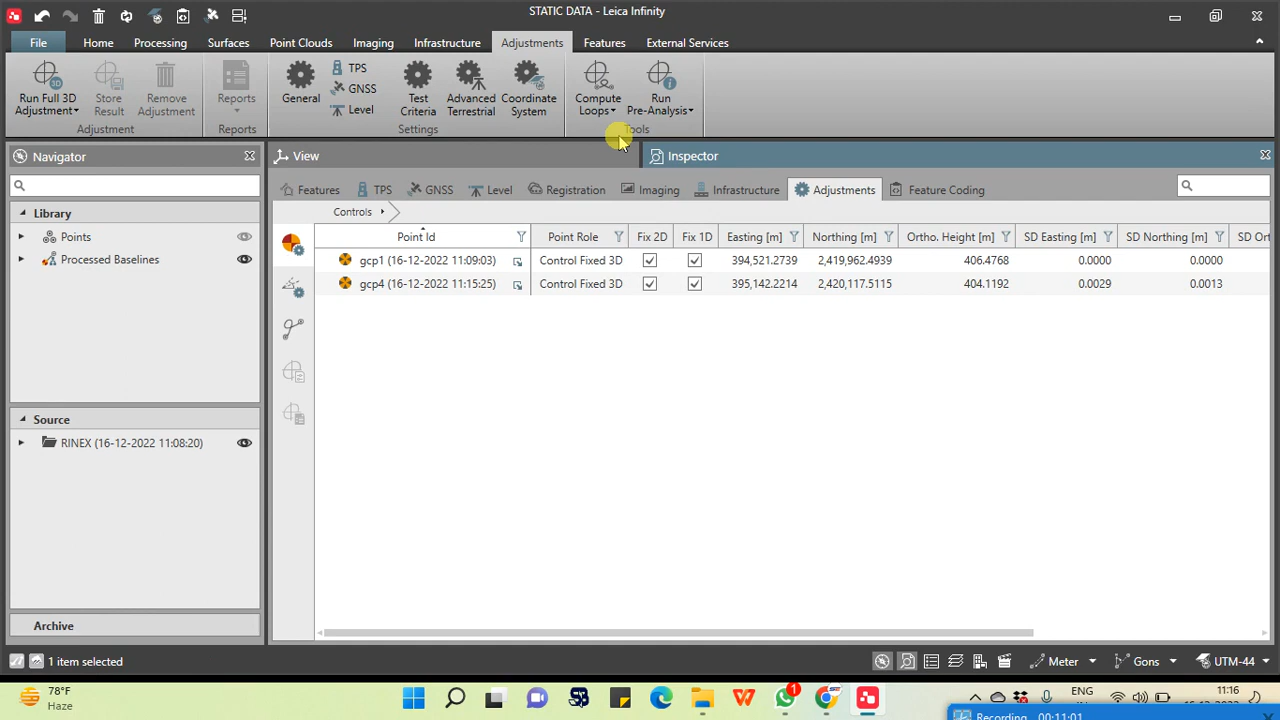 STATIC DATA - Leica Infinity
File Home Processing Surfaces Point Clouds Imaging Infrastructure Adjustments Features External Services
Run Full 3D Adjustment
Store Result
Remove Adjustment
Adjustment
Reports
Reports
General
TPS
GNSS
Level
Test Criteria
Advanced Terrestrial
Coordinate System
Settings
Compute Loops
Run Pre-Analysis
Tools
Navigator
View
Inspector
Features TPS GNSS Level Registration Imaging Infrastructure Adjustments Feature Coding
Library
Points
Processed Baselines
Source
RINEX (16-12-2022 11:08:20)
Archive
Controls
Point Id Point Role Fix 2D Fix 1D Easting [m] Northing [m] Ortho. Height [m] SD Easting [m] SD Northing [m] SD Ort
gcp1 (16-12-2022 11:09:03) Control Fixed 3D 394,521.2739 2,419,962.4939 406.4768 0.0000 0.0000
gcp4 (16-12-2022 11:15:25) Control Fixed 3D 395,142.2214 2,420,117.5115 404.1192 0.0029 0.0013
1 item selected
Meter Gons UTM-44
78°F
Haze
1
ENG
11:16
Recording 00:11:01